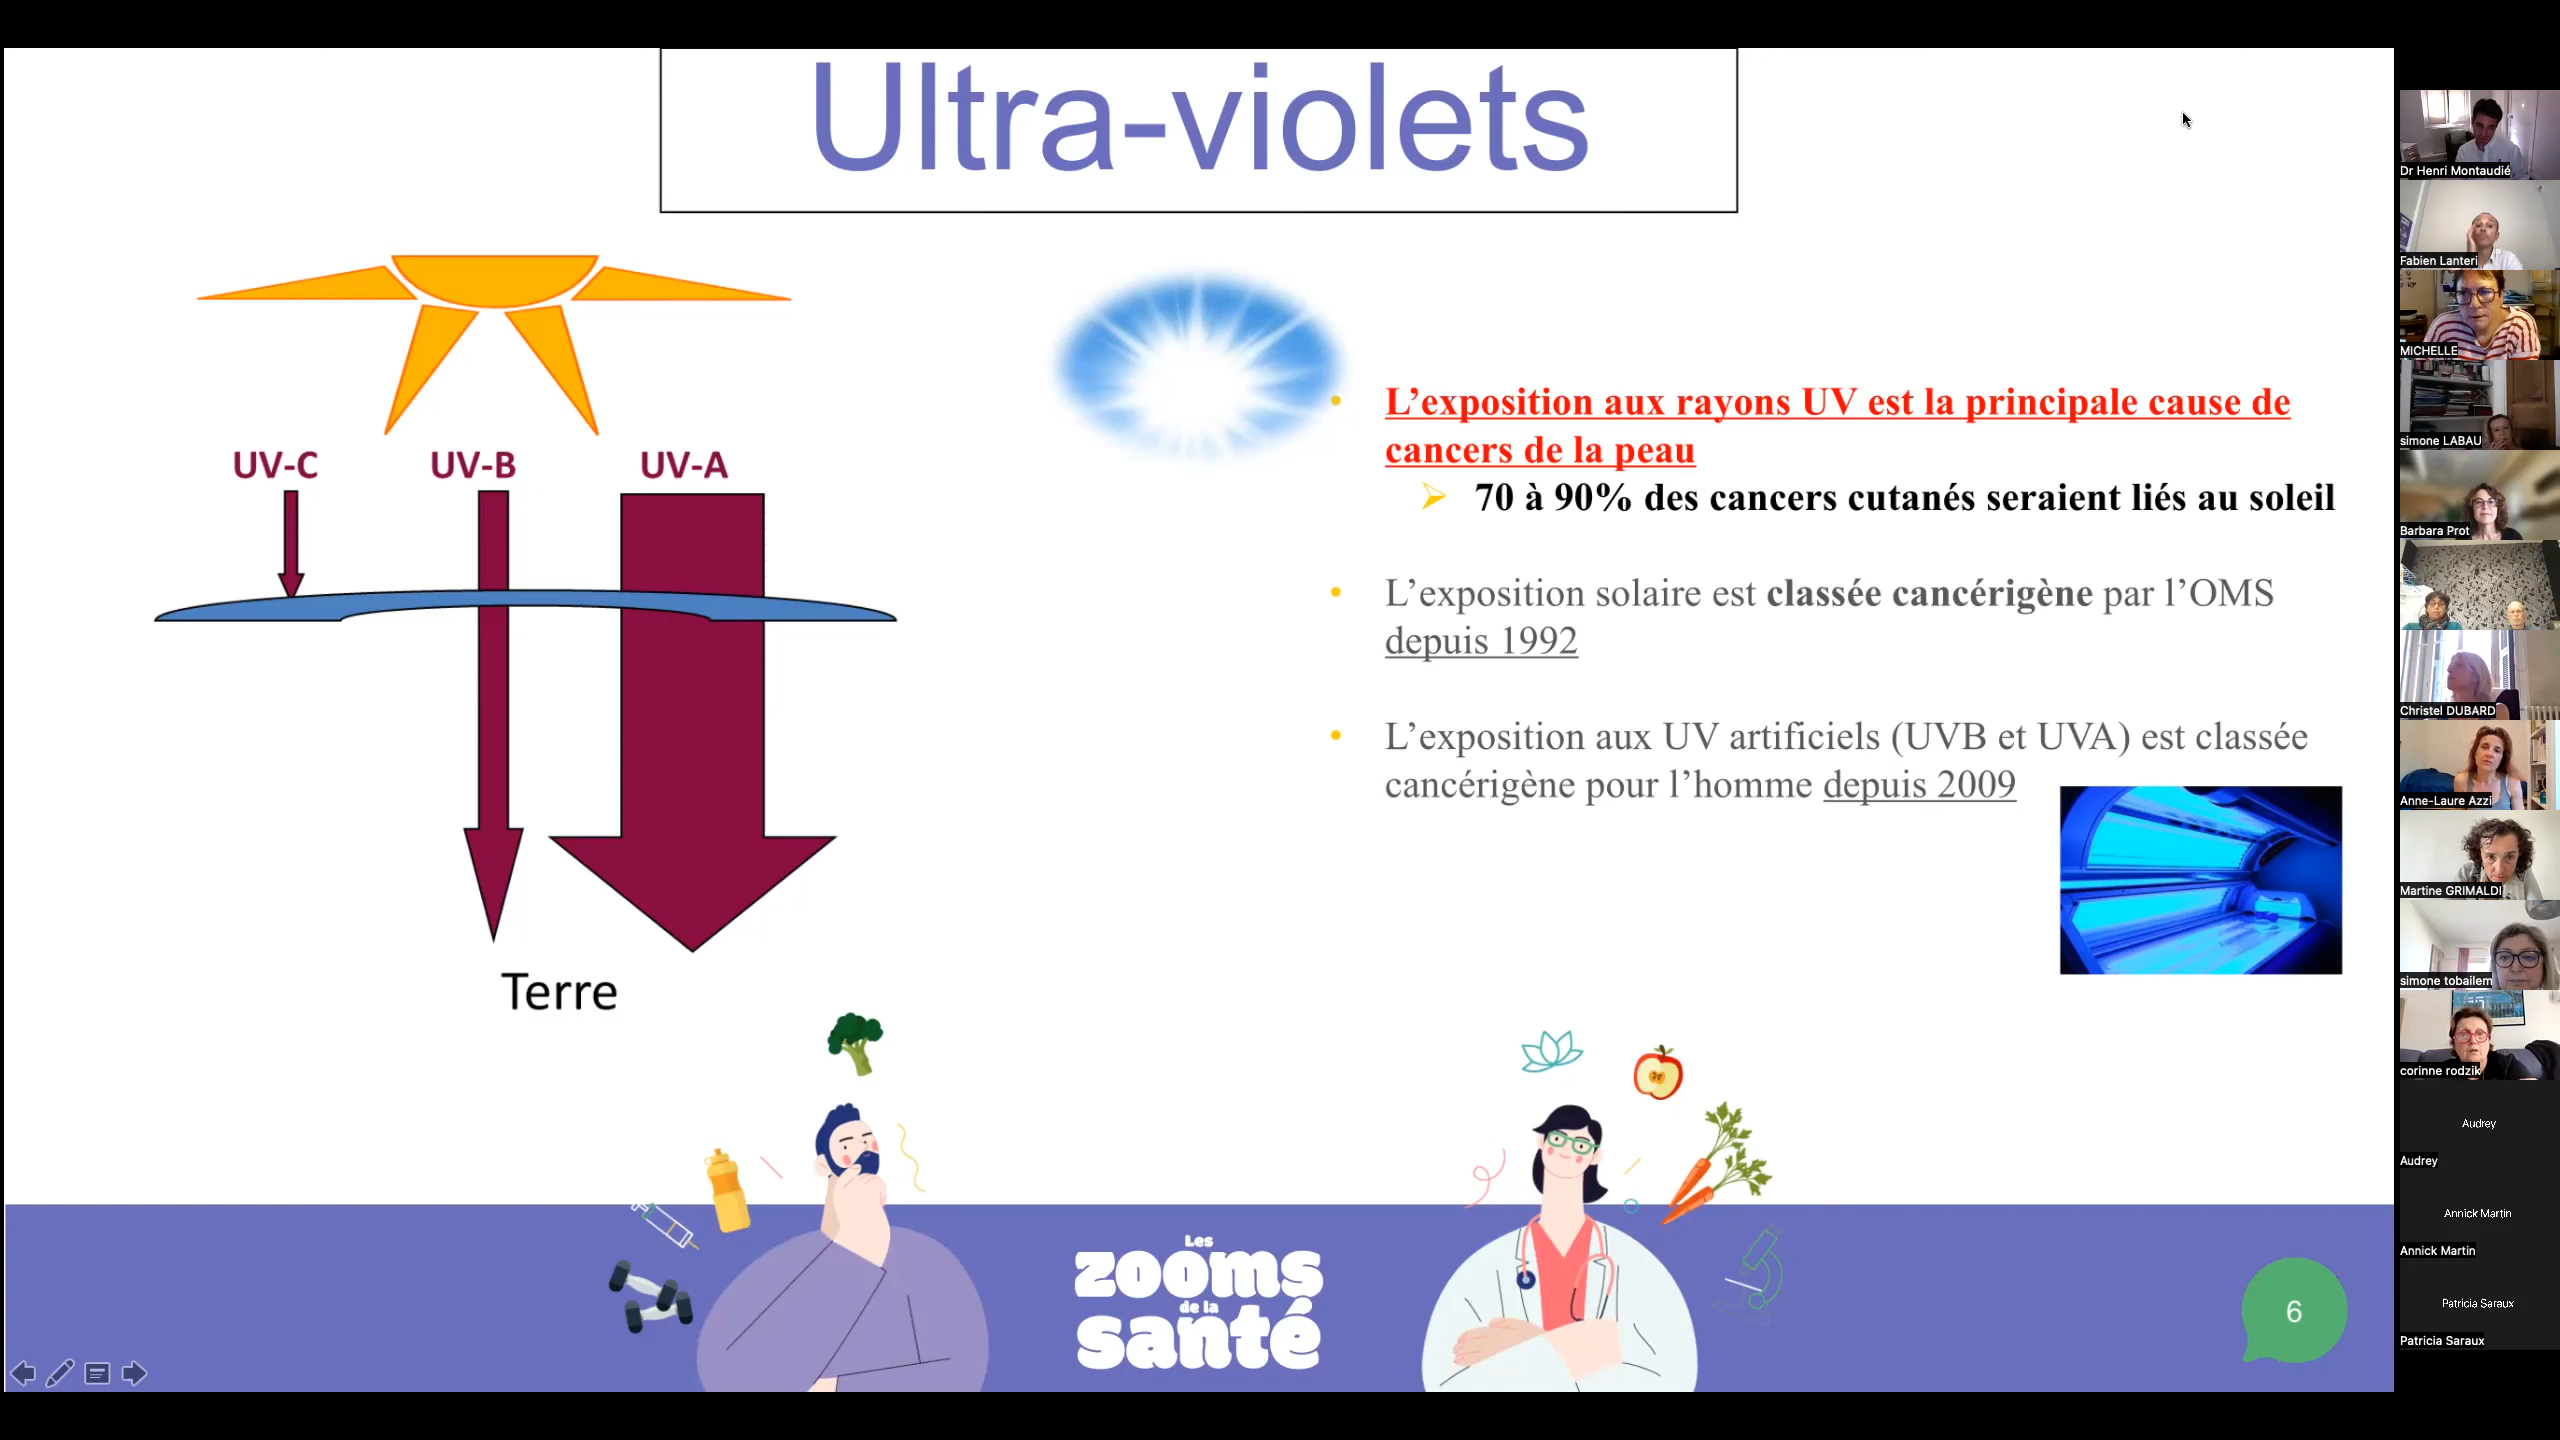 Ultra-violets
UV-C
UV-B
UV-A
Terre
L’exposition aux rayons UV est la principale cause de
cancers de la peau
70 à 90% des cancers cutanés seraient liés au soleil
L’exposition solaire est classée cancérigène par l’OMS
depuis 1992
L’exposition aux UV artificiels (UVB et UVA) est classée
cancérigène pour l’homme depuis 2009
Les
zooms
de la
santé
6
Dr Henri Montaudié
Fabien Lanteri
MICHELLE
simone LABAU
Barbara Prot
Christel DUBARD
Anne-Laure Azzi
Martine GRIMALDI
simone tobailem
corinne rodzik
Audrey
Audrey
Annick Martin
Annick Martin
Patricia Saraux
Patricia Saraux